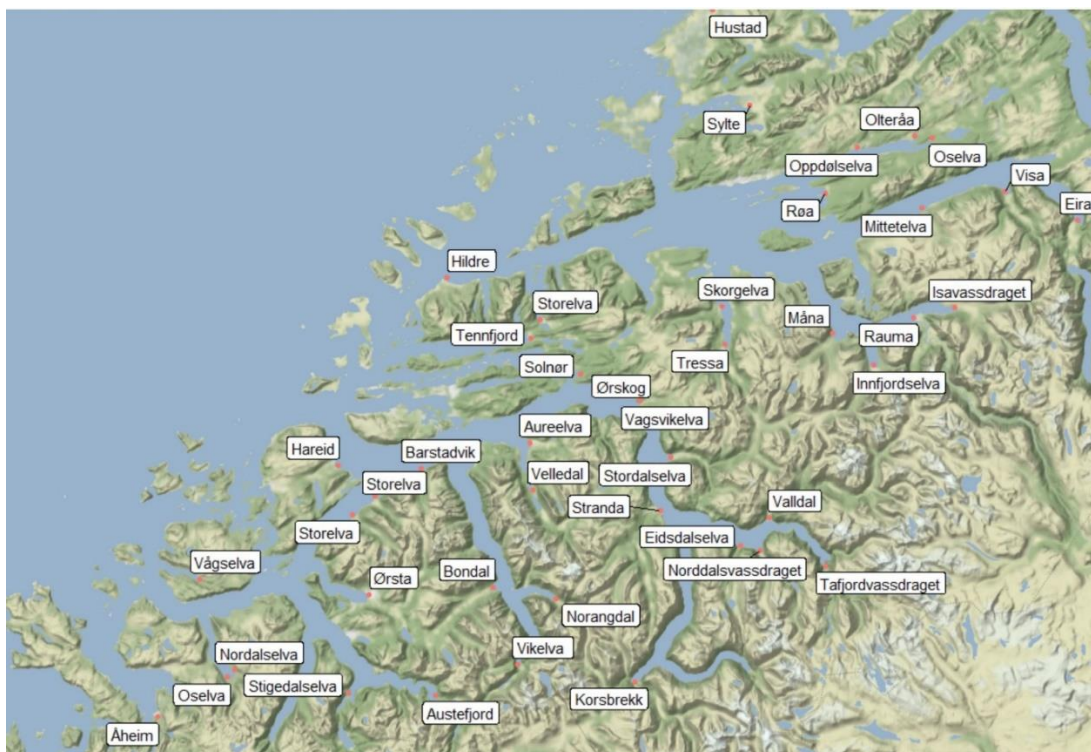 Hustad
Sylte
Olteråa
Oppdølselva
Oselva
Visa
Røa
Eira
Mittetelva
Hildre
Storelva
Skorgelva
Isavassdraget
Måna
Rauma
Tennfjord
Tressa
Solnør
Innfjordselva
Ørskog
Vagsvikelva
Aureelva
Hareid
Barstadvik
Stordalselva
Velledal
Storelva
Stranda
Valldal
Storelva
Eidsdalselva
Norddalsvassdraget
Vågselva
Ørsta
Bondal
Tafjordvassdraget
Norangdal
Vikelva
Nordalselva
Oselva
Stigedalselva
Korsbrekk
Austefjord
Åheim